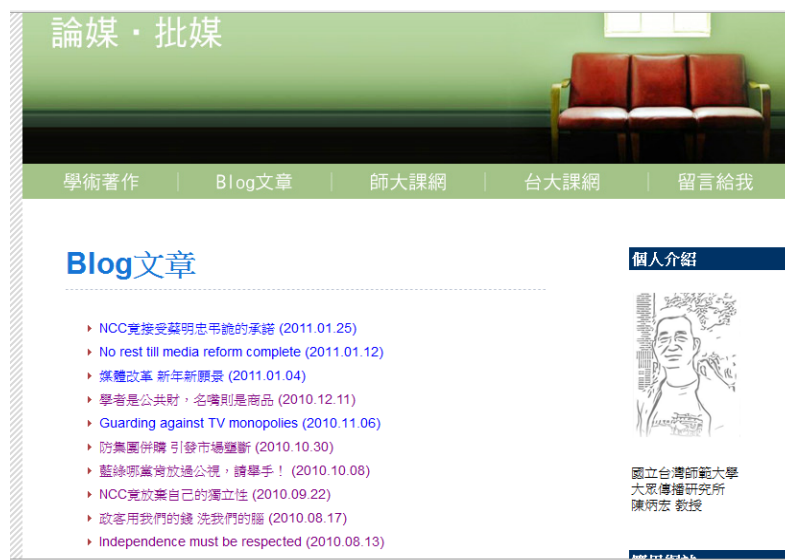 論媒・批媒
學術著作
Blog文章
師大課網
台大課網
留言給我
Blog文章
NCC竟接受蔡明忠弔詭的承諾 (2011.01.25)
No rest till media reform complete (2011.01.12)
媒體改革 新年新願景 (2011.01.04)
學者是公共財，名嘴則是商品 (2010.12.11)
Guarding against TV monopolies (2010.11.06)
防集團併購 引發市場壟斷 (2010.10.30)
藍綠哪黨肯放過公視，請舉手！ (2010.10.08)
NCC竟放棄自己的獨立性 (2010.09.22)
政客用我們的錢 洗我們的腦 (2010.08.17)
Independence must be respected (2010.08.13)
個人介紹
國立台灣師範大學
大眾傳播研究所
陳炳宏 教授